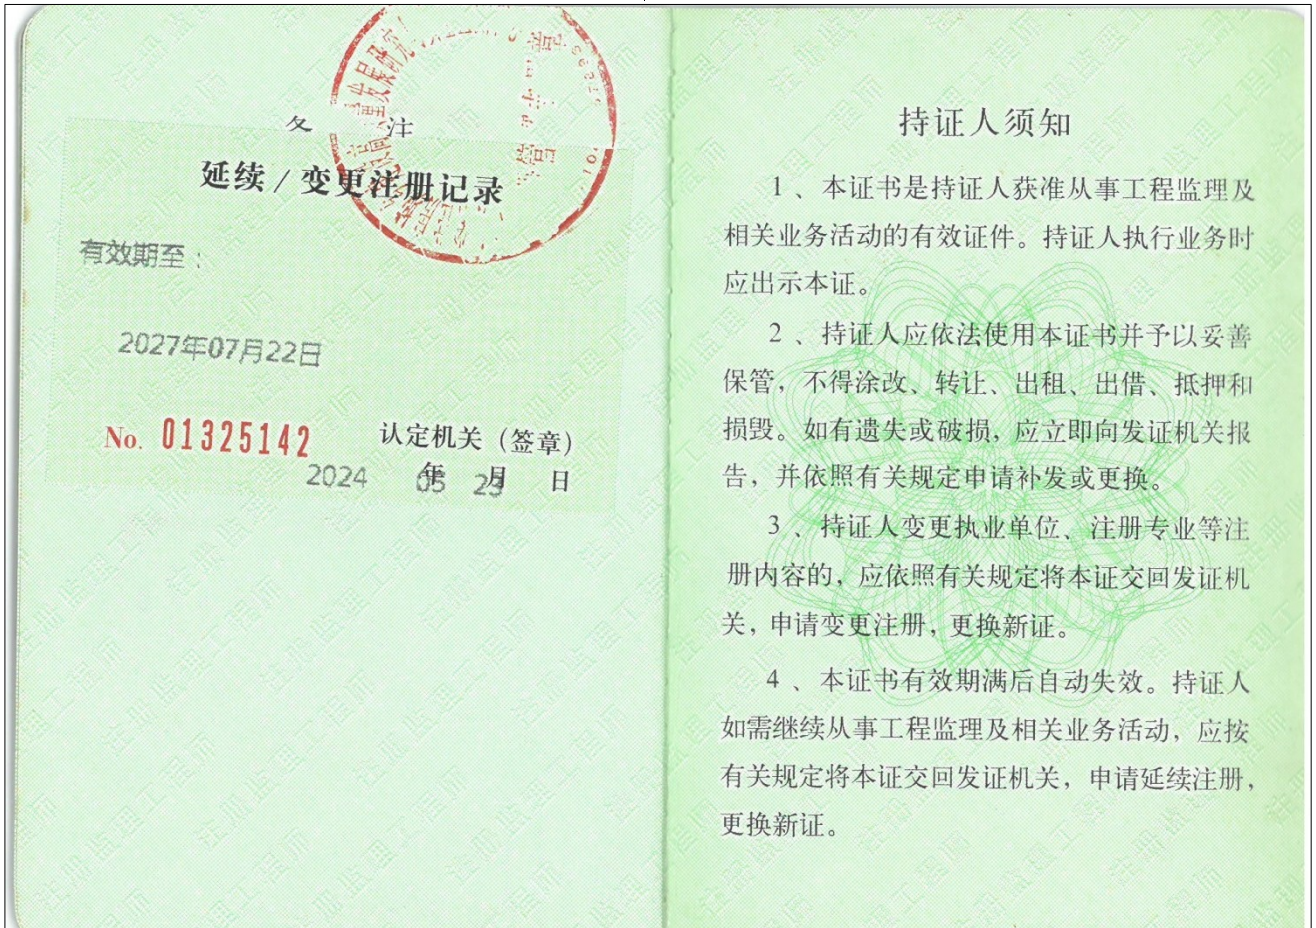 备 注
延续 / 变更注册记录
有效期至：
2027年07月22日
No. 01325142
认定机关（签章）
2024 年 05 月 23 日
持证人须知
1、本证书是持证人获准从事工程监理及
相关业务活动的有效证件。持证人执行业务时
应出示本证。
2、持证人应依法使用本证书并予以妥善
保管，不得涂改、转让、出租、出借、抵押和
损毁。如有遗失或破损，应立即向发证机关报
告，并依照有关规定申请补发或更换。
3、持证人变更执业单位、注册专业等注
册内容的，应依照有关规定将本证交回发证机
关，申请变更注册，更换新证。
4、本证书有效期满后自动失效。持证人
如需继续从事工程监理及相关业务活动，应按
有关规定将本证交回发证机关，申请延续注册，
更换新证。
注册监理工程师